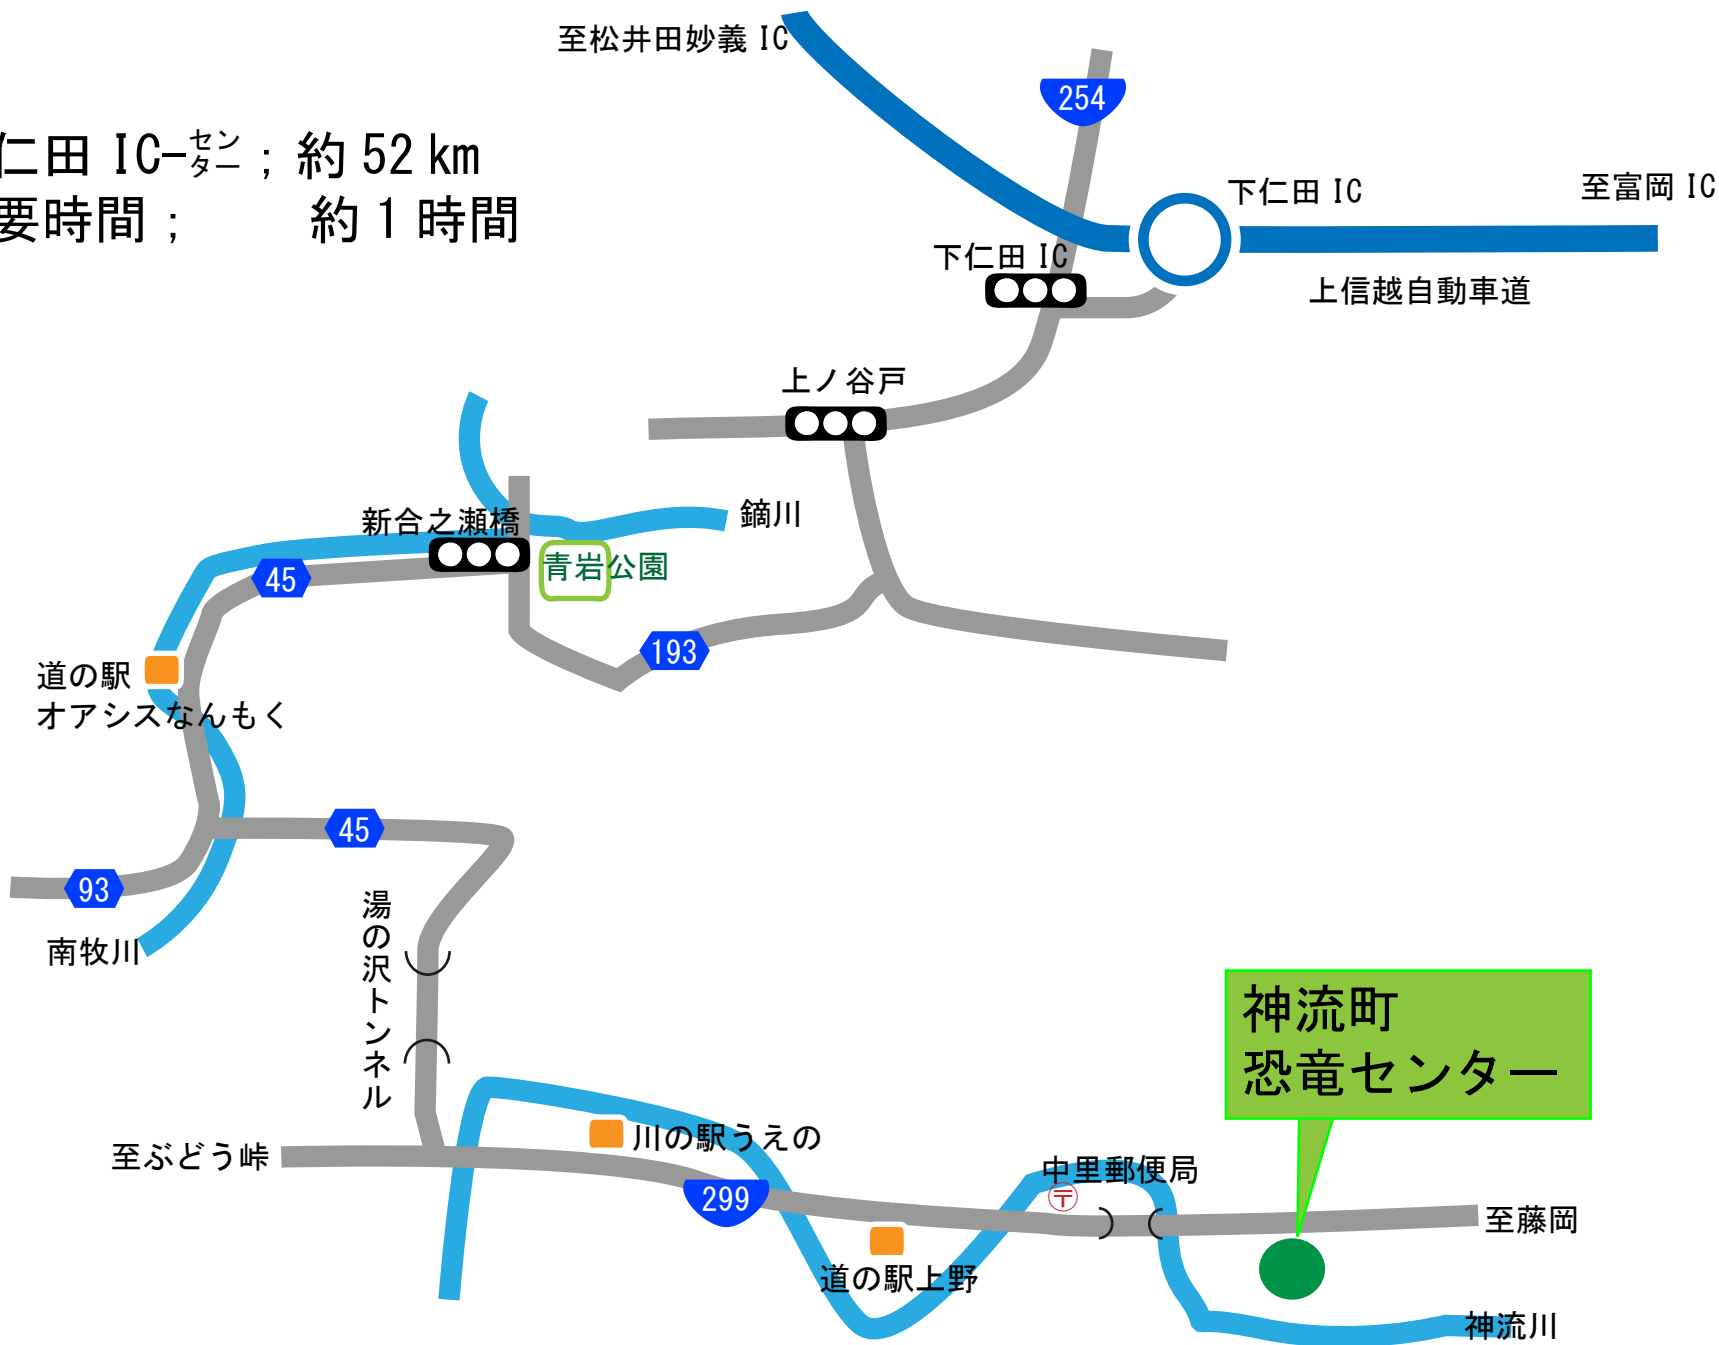 至松井田妙義 IC
254
仁田 IC-センター ; 約 52 km
要時間 ; 約 1 時間
下仁田 IC
至富岡 IC
下仁田 IC
上信越自動車道
上ノ谷戸
新合之瀬橋
鏑川
青岩公園
45
193
道の駅
オアシスなんもく
45
93
南牧川
湯の沢トンネル
神流町
恐竜センター
至ぶどう峠
川の駅うえの
中里郵便局
〒
299
至藤岡
道の駅上野
神流川